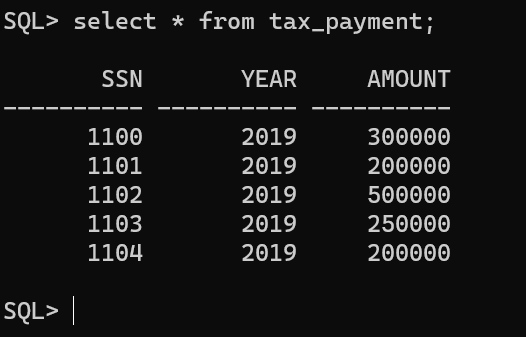 SQL> select * from tax_payment;
SSN YEAR AMOUNT
---------- ---------- ----------
1100 2019 300000
1101 2019 200000
1102 2019 500000
1103 2019 250000
1104 2019 200000
SQL>